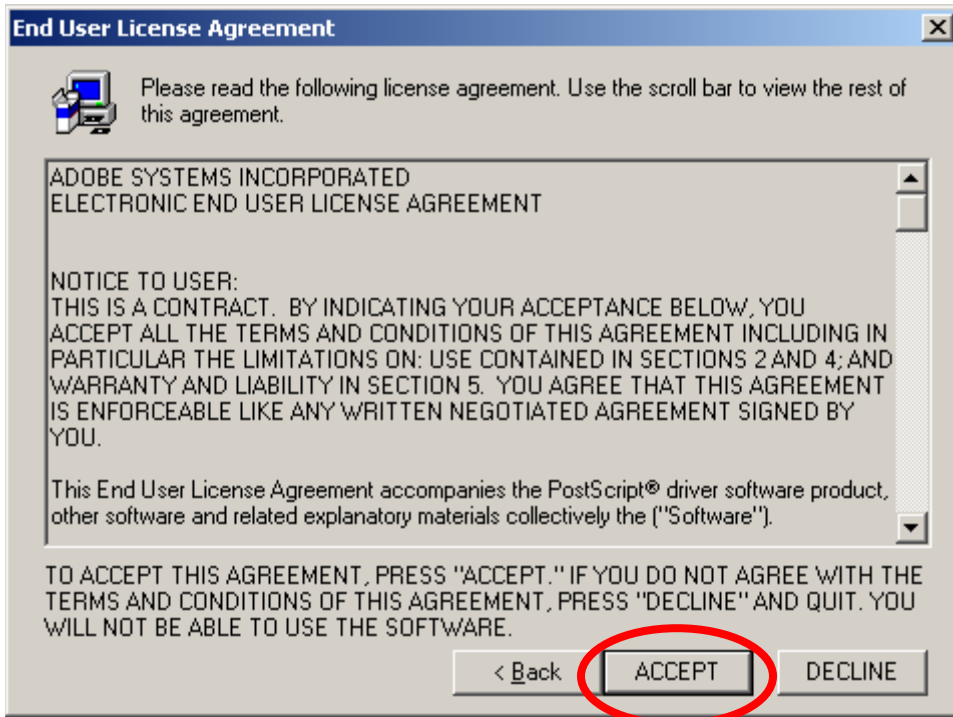 End User License Agreement
Please read the following license agreement. Use the scroll bar to view the rest of
this agreement.
ADOBE SYSTEMS INCORPORATED
ELECTRONIC END USER LICENSE AGREEMENT
NOTICE TO USER:
THIS IS A CONTRACT.  BY INDICATING YOUR ACCEPTANCE BELOW, YOU
ACCEPT ALL THE TERMS AND CONDITIONS OF THIS AGREEMENT INCLUDING IN
PARTICULAR THE LIMITATIONS ON: USE CONTAINED IN SECTIONS 2 AND 4; AND
WARRANTY AND LIABILITY IN SECTION 5.  YOU AGREE THAT THIS AGREEMENT
IS ENFORCEABLE LIKE ANY WRITTEN NEGOTIATED AGREEMENT SIGNED BY
YOU.
This End User License Agreement accompanies the PostScript® driver software product,
other software and related explanatory materials collectively the ("Software").
TO ACCEPT THIS AGREEMENT, PRESS "ACCEPT." IF YOU DO NOT AGREE WITH THE
TERMS AND CONDITIONS OF THIS AGREEMENT, PRESS "DECLINE" AND QUIT. YOU
WILL NOT BE ABLE TO USE THE SOFTWARE.
< Back ACCEPT DECLINE